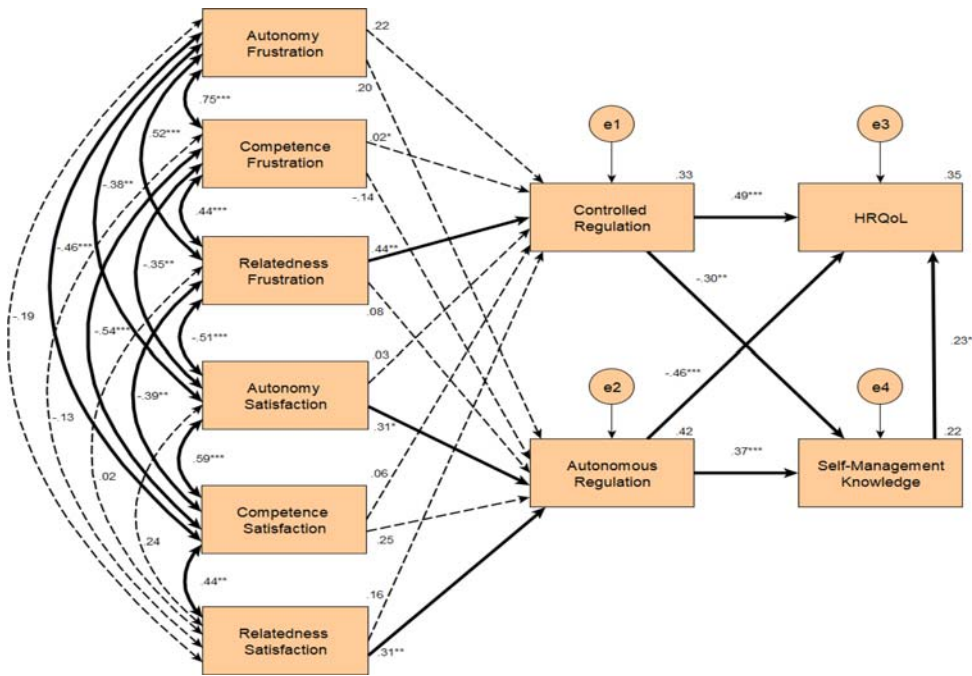 Autonomy
Frustration
Competence
Frustration
Relatedness
Frustration
Autonomy
Satisfaction
Competence
Satisfaction
Relatedness
Satisfaction
.75***
.52***
-.38**
.44***
-.46***
-.35**
-.19
-.54***
-.51***
-.39**
-.13
.59***
.02
.24
.44**
.22
.20
.02*
-.14
.44**
.08
.03
.31*
.06
.25
.16
.31**
e1
.33
Controlled
Regulation
e2
.42
Autonomous
Regulation
.49***
-.30**
-.46***
.37***
e3
.35
HRQoL
.23*
e4
.22
Self-Management
Knowledge